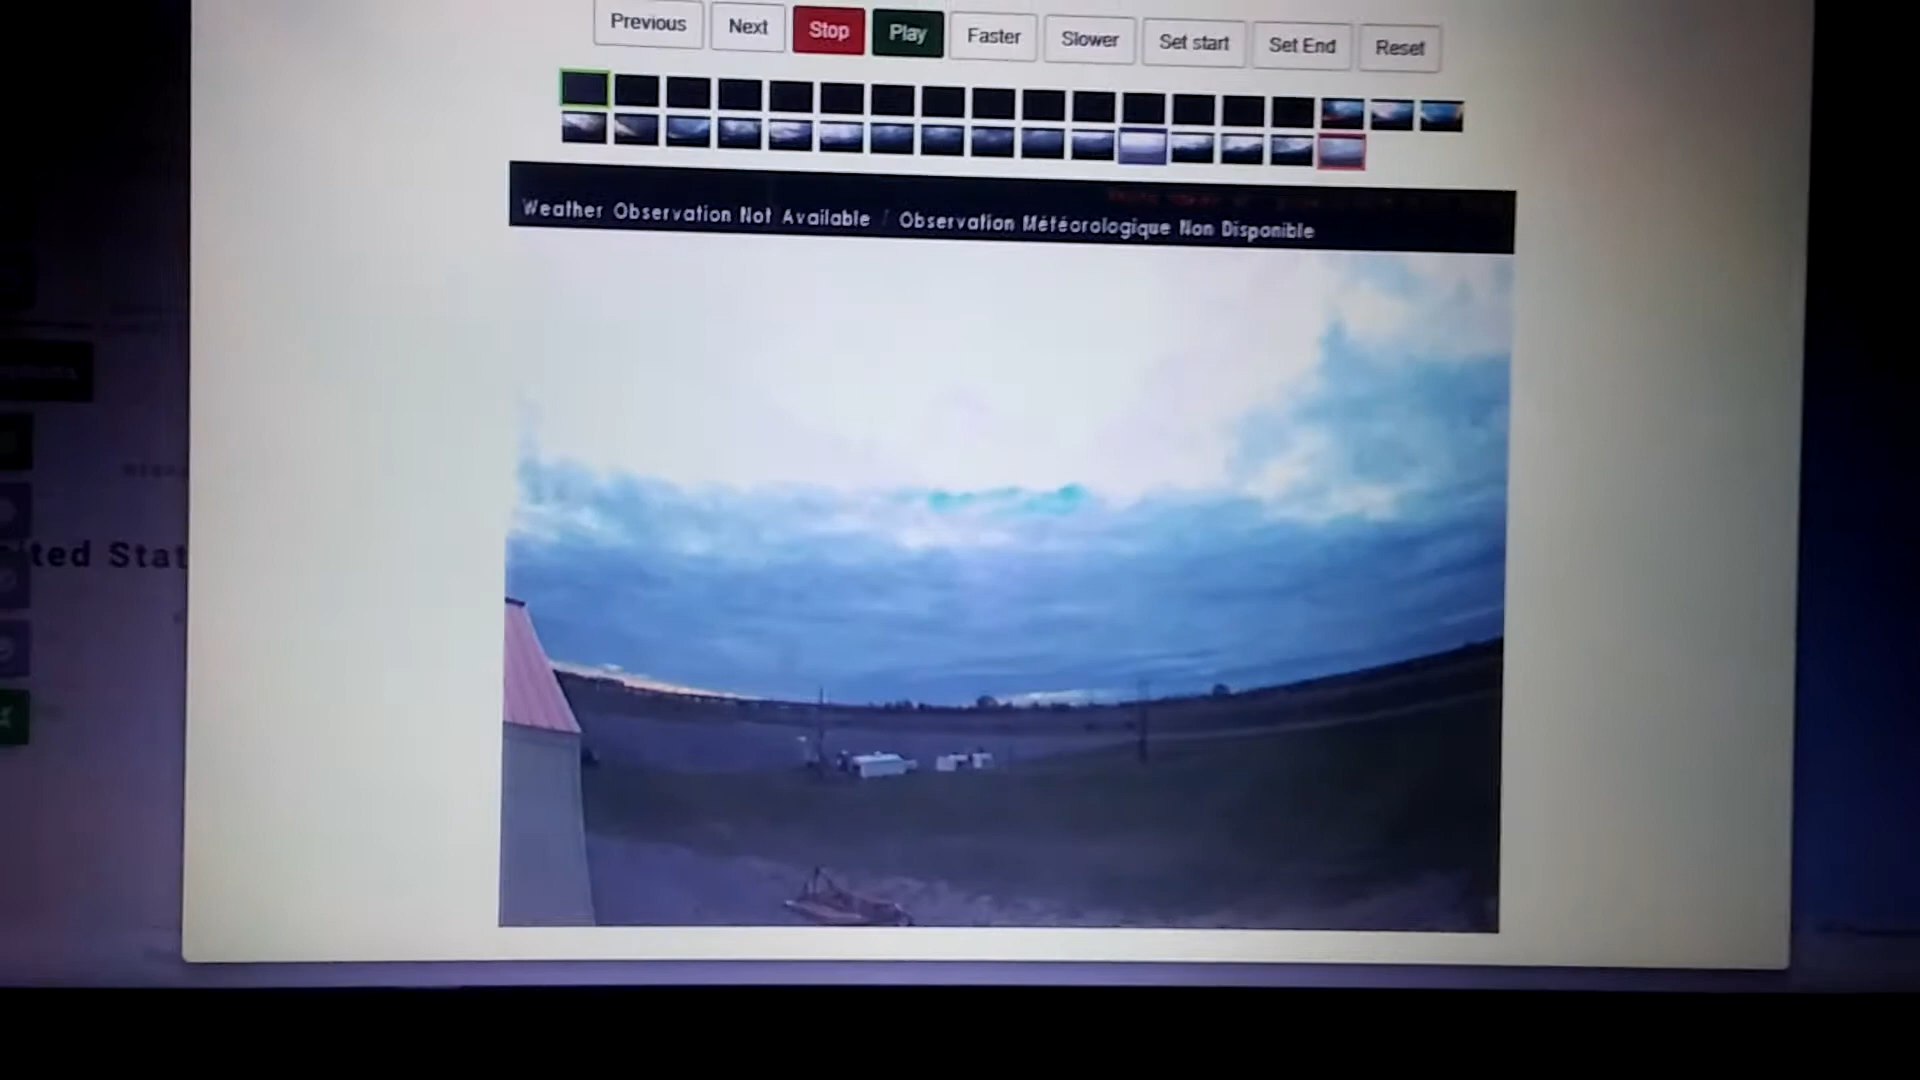 Previous Next Stop Play Faster Slower Set start Set End Reset
Weather Observation Not Available / Observation Météorologique Non Disponible
ted Stat